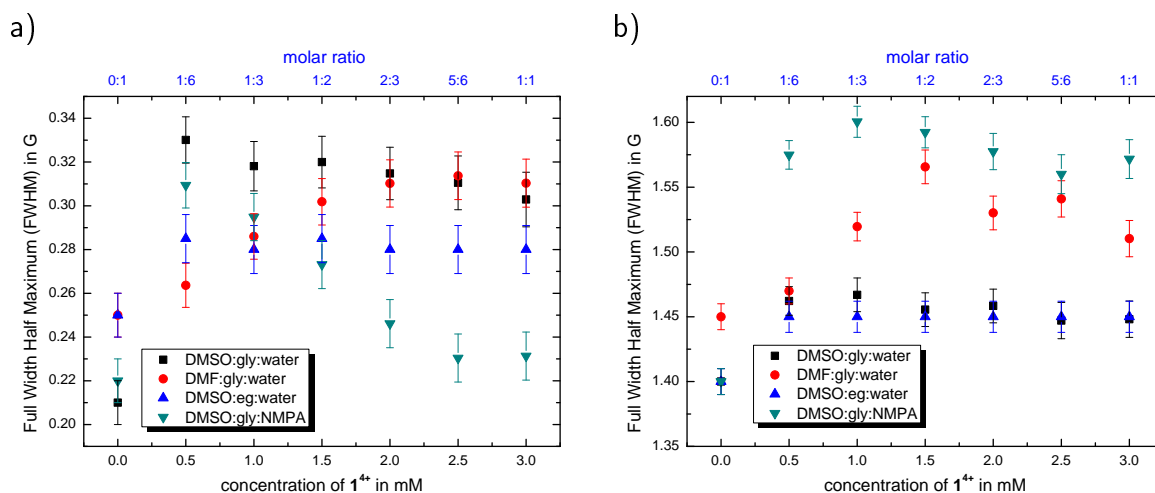 a)
molar ratio
0:1 1:6 1:3 1:2 2:3 5:6 1:1
Full Width Half Maximum (FWHM) in G
0.34
0.32
0.30
0.28
0.26
0.24
0.22
0.20
DMSO:gly:water
DMF:gly:water
DMSO:eg:water
DMSO:gly:NMPA
0.0 0.5 1.0 1.5 2.0 2.5 3.0
concentration of 1⁴⁺ in mM
b)
molar ratio
0:1 1:6 1:3 1:2 2:3 5:6 1:1
Full Width Half Maximum (FWHM) in G
1.60
1.55
1.50
1.45
1.40
1.35
DMSO:gly:water
DMF:gly:water
DMSO:eg:water
DMSO:gly:NMPA
0.0 0.5 1.0 1.5 2.0 2.5 3.0
concentration of 1⁴⁺ in mM